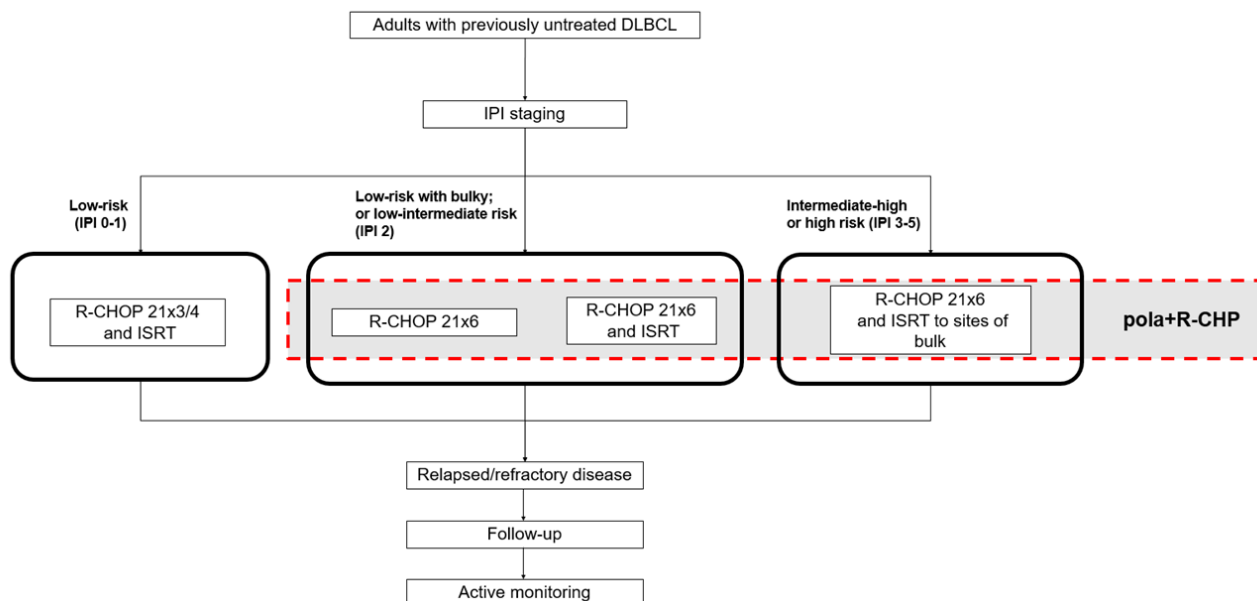 Adults with previously untreated DLBCL
IPI staging
Low-risk
(IPI 0-1)
Low-risk with bulky;
or low-intermediate risk
(IPI 2)
Intermediate-high
or high risk (IPI 3-5)
R-CHOP 21x3/4
and ISRT
R-CHOP 21x6
R-CHOP 21x6
and ISRT
R-CHOP 21x6
and ISRT to sites of
bulk
pola+R-CHP
Relapsed/refractory disease
Follow-up
Active monitoring